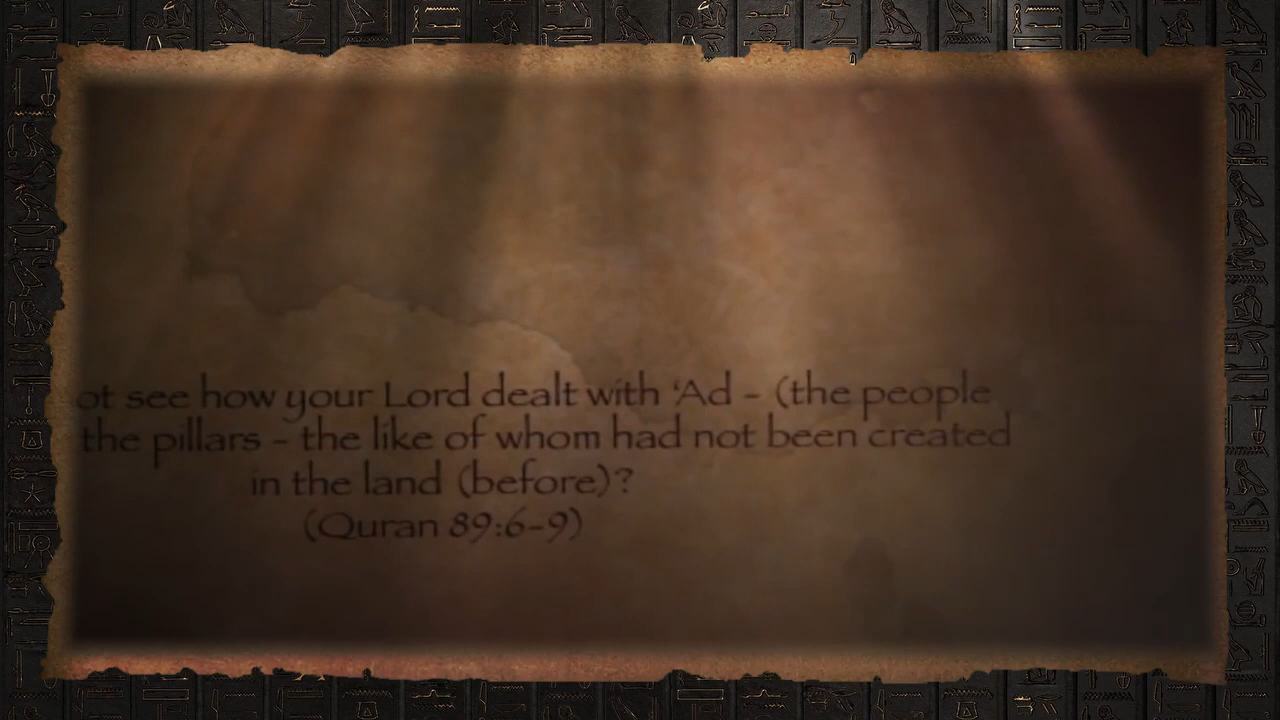 ot see how your Lord dealt with ‘Ad - (the people
the pillars - the like of whom had not been created
in the land (before)?
(Quran 89:6-9)